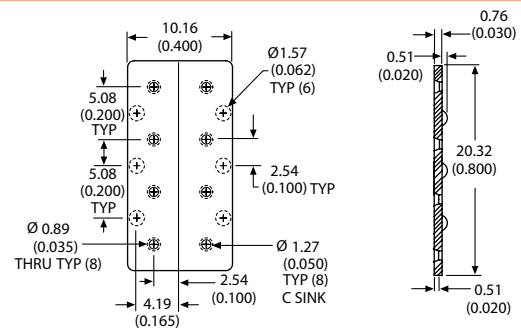 10.16
(0.400)
Ø1.57
(0.062)
TYP (6)
5.08
(0.200)
TYP
5.08
(0.200)
TYP
2.54
(0.100) TYP
Ø 0.89
(0.035)
THRU TYP (8)
Ø 1.27
(0.050)
TYP (8)
C SINK
2.54
(0.100)
4.19
(0.165)
0.76
(0.030)
0.51
(0.020)
20.32
(0.800)
0.51
(0.020)